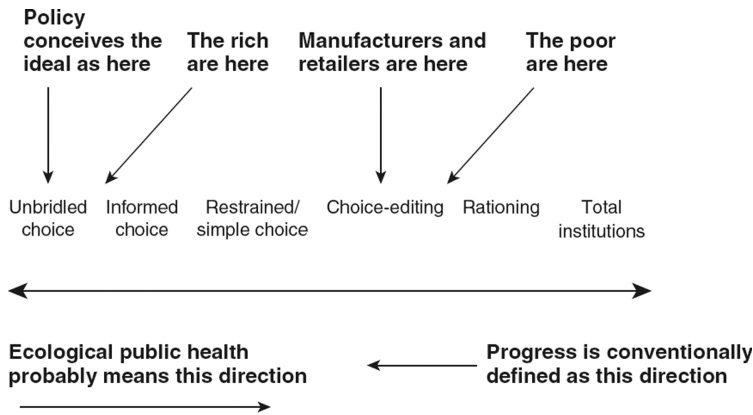 Policy
conceives the
ideal as here
The rich
are here
Manufacturers and
retailers are here
The poor
are here
Unbridled
choice
Informed
choice
Restrained/
simple choice
Choice-editing
Rationing
Total
institutions
Ecological public health
probably means this direction
Progress is conventionally
defined as this direction